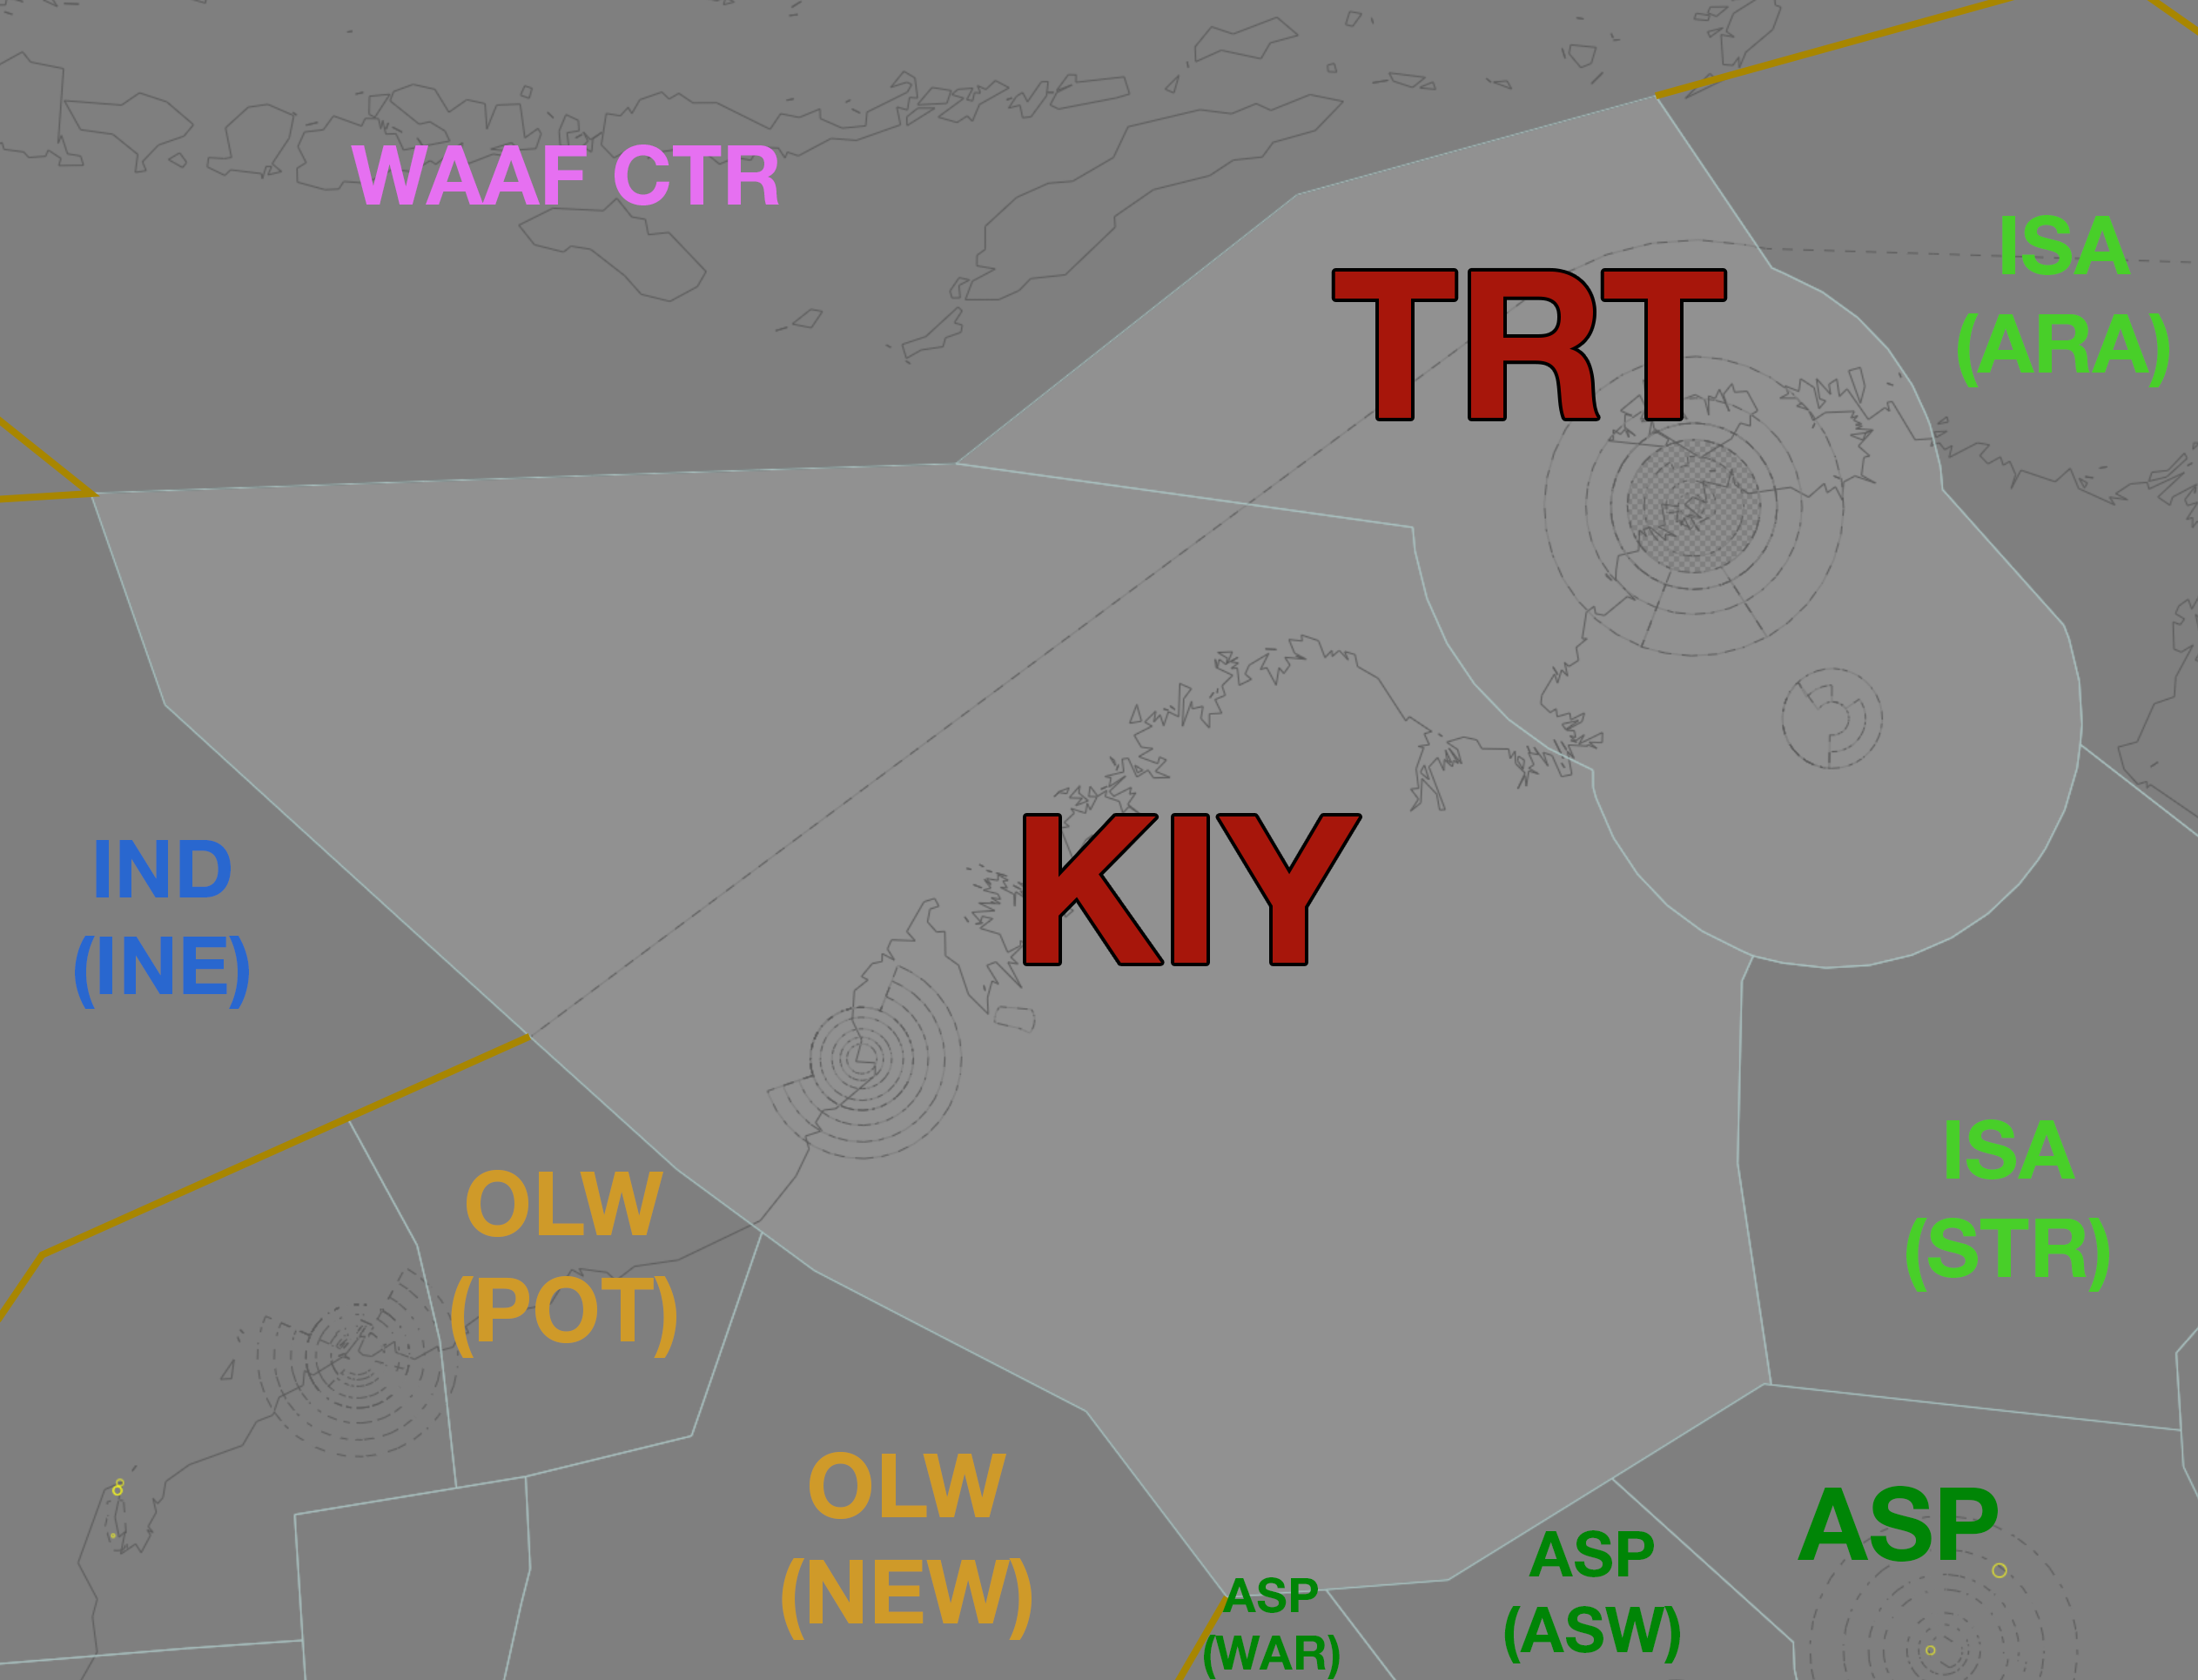 WAAF CTR
ISA
(ARA)
TRT
IND
(INE)
KIY
ISA
(STR)
OLW
(POT)
OLW
(NEW)
ASP
ASP
(ASW)
ASP
(WAR)